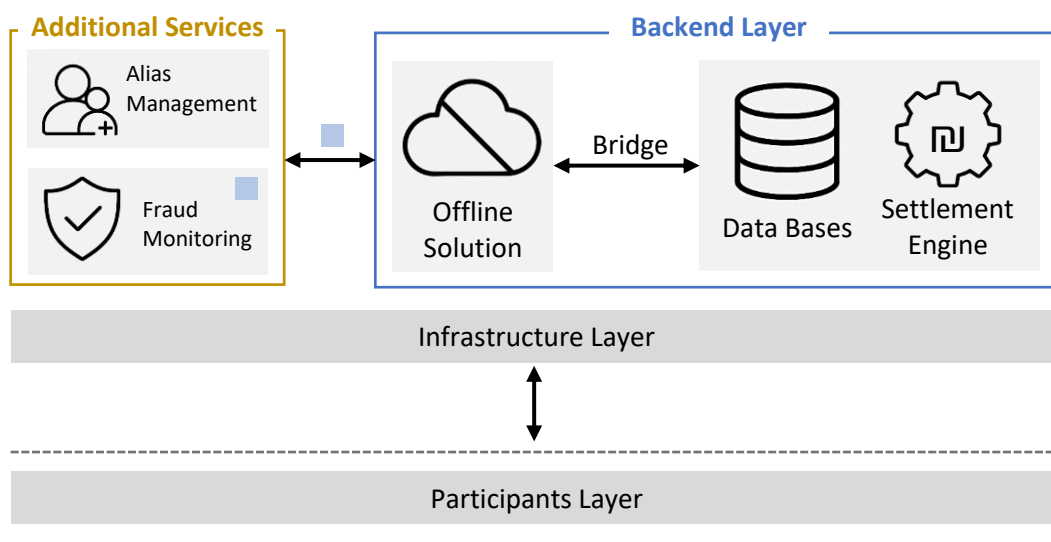 Additional Services
Alias
Management
Fraud
Monitoring
Backend Layer
Offline
Solution
Bridge
Data Bases
₪
Settlement
Engine
Infrastructure Layer
Participants Layer